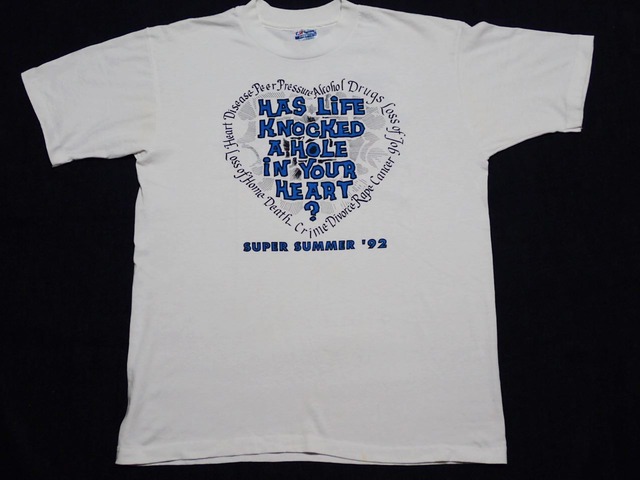 Heart Disease-Peer Pressure-Alcohol Drugs Loss of Job Cancer-Rape-Divorce Crime Death Loss of Home
HAS LiFE
KNOCKED
A HOLE
iN YOUR
HEART
?
SUPER SUMMER '92